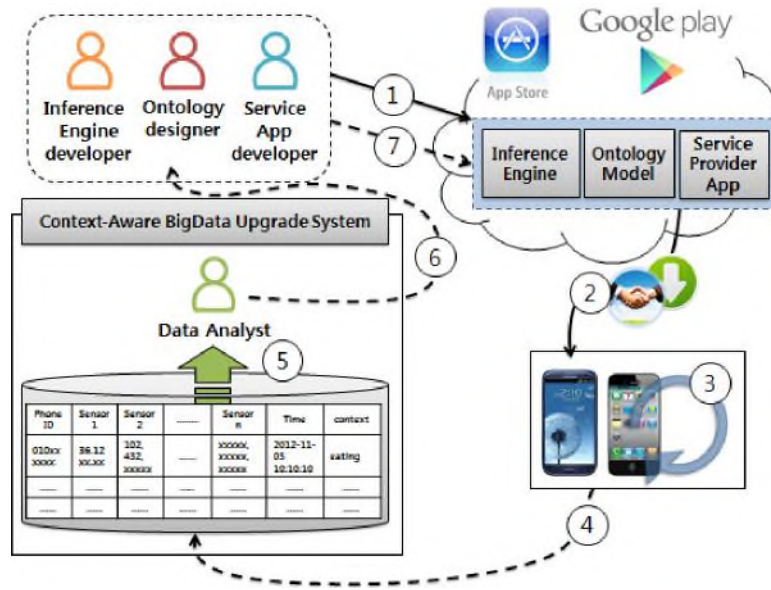 Google play
App Store
Inference
Engine
developer
Ontology
designer
Service
App
developer
1
7
Inference
Engine
Ontology
Model
Service
Provider
App
Context-Aware BigData Upgrade System
6
Data Analyst
5
2
3
4
Phone
ID
Sensor
1
Sensor
2
.......
Sensor
n
Time
context
010xx
xxxx
36.12
xx.xx
102,
432,
xxxxx
......
xxxxx,
xxxxx,
xxxxx
2012-11-
05
10:10:10
eating
...... ...... ...... ...... ...... ...... ......
...... ...... ...... ...... ...... ...... ......